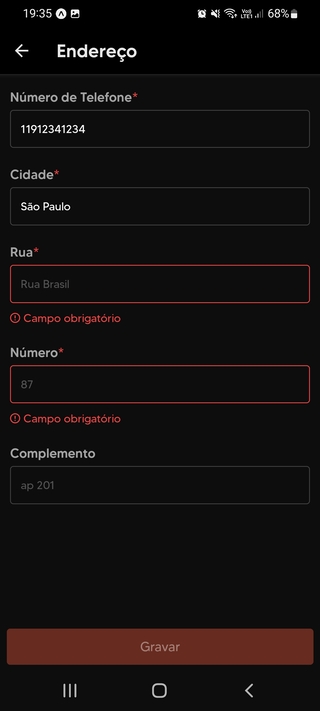 19:35 68%
Endereço
Número de Telefone*
11912341234
Cidade*
São Paulo
Rua*
Rua Brasil
Campo obrigatório
Número*
87
Campo obrigatório
Complemento
ap 201
Gravar